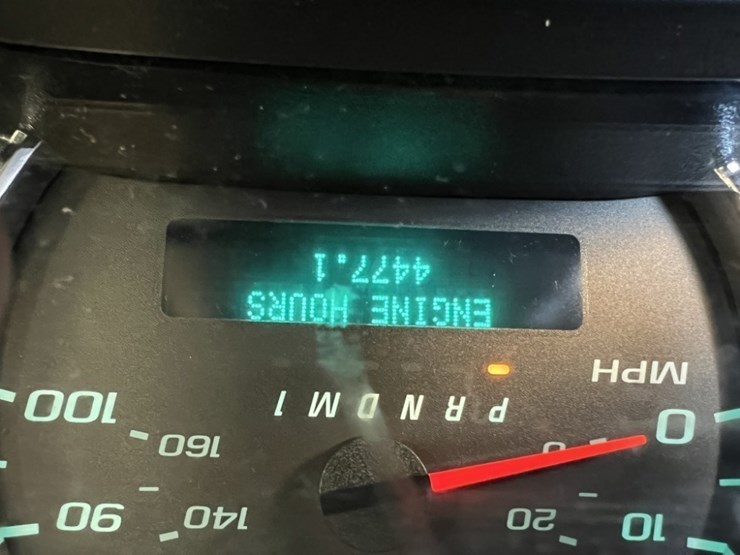 10 20 140 90
0 160 100
P R N D M 1
MPH
ENGINE HOURS
4477.1